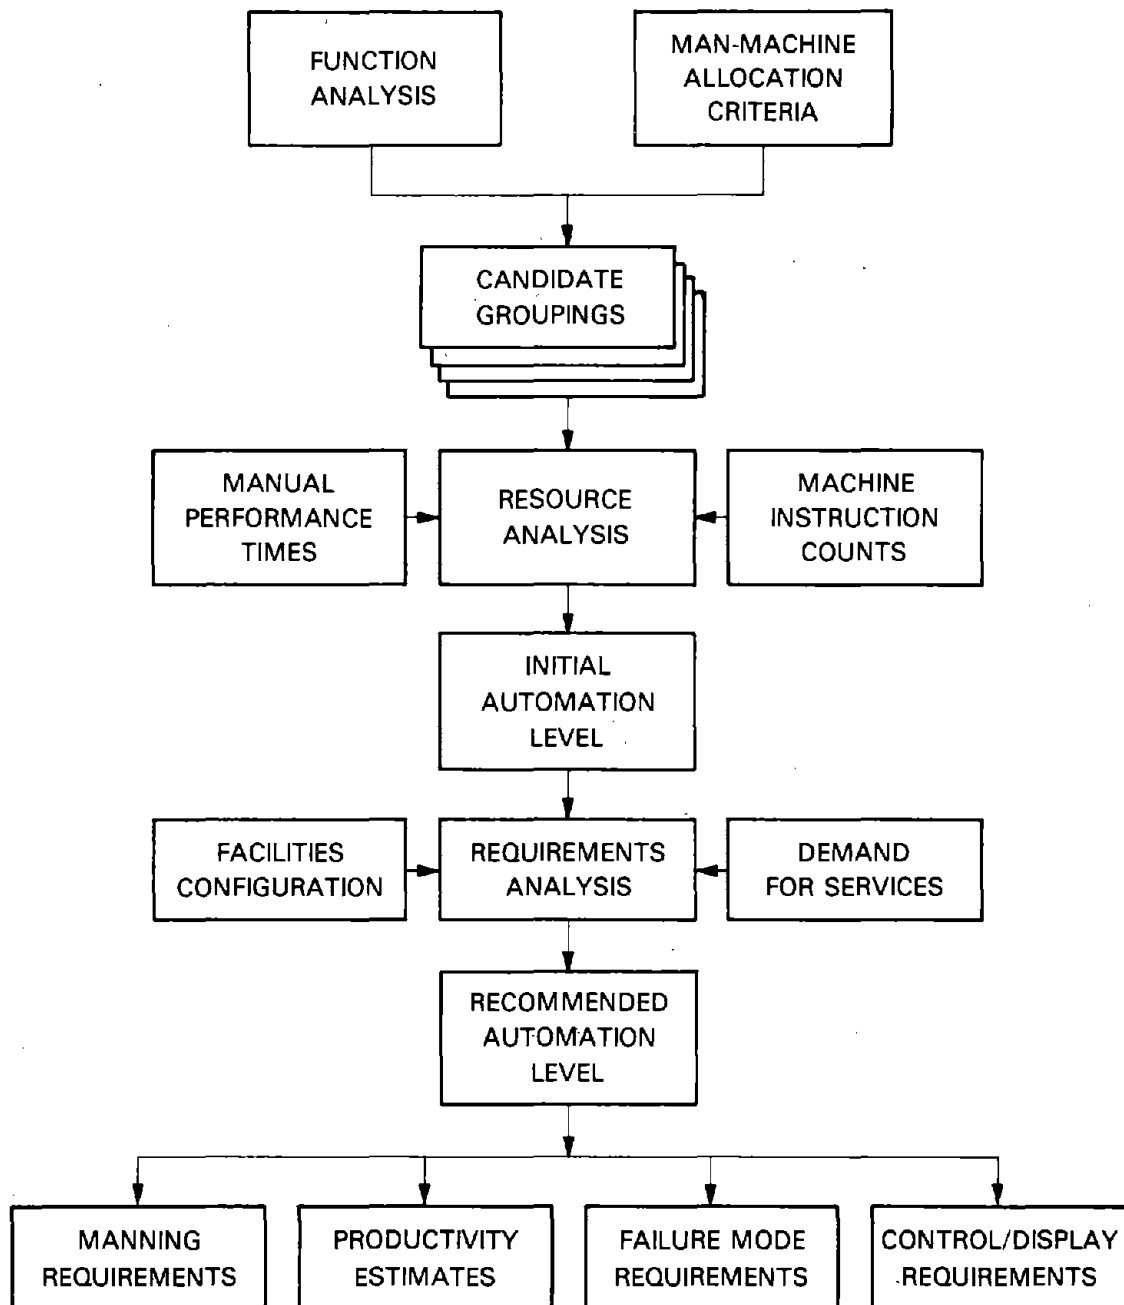 FUNCTION
ANALYSIS
MAN-MACHINE
ALLOCATION
CRITERIA
CANDIDATE
GROUPINGS
MANUAL
PERFORMANCE
TIMES
RESOURCE
ANALYSIS
MACHINE
INSTRUCTION
COUNTS
INITIAL
AUTOMATION
LEVEL
FACILITIES
CONFIGURATION
REQUIREMENTS
ANALYSIS
DEMAND
FOR SERVICES
RECOMMENDED
AUTOMATION
LEVEL
MANNING
REQUIREMENTS
PRODUCTIVITY
ESTIMATES
FAILURE MODE
REQUIREMENTS
CONTROL/DISPLAY
REQUIREMENTS